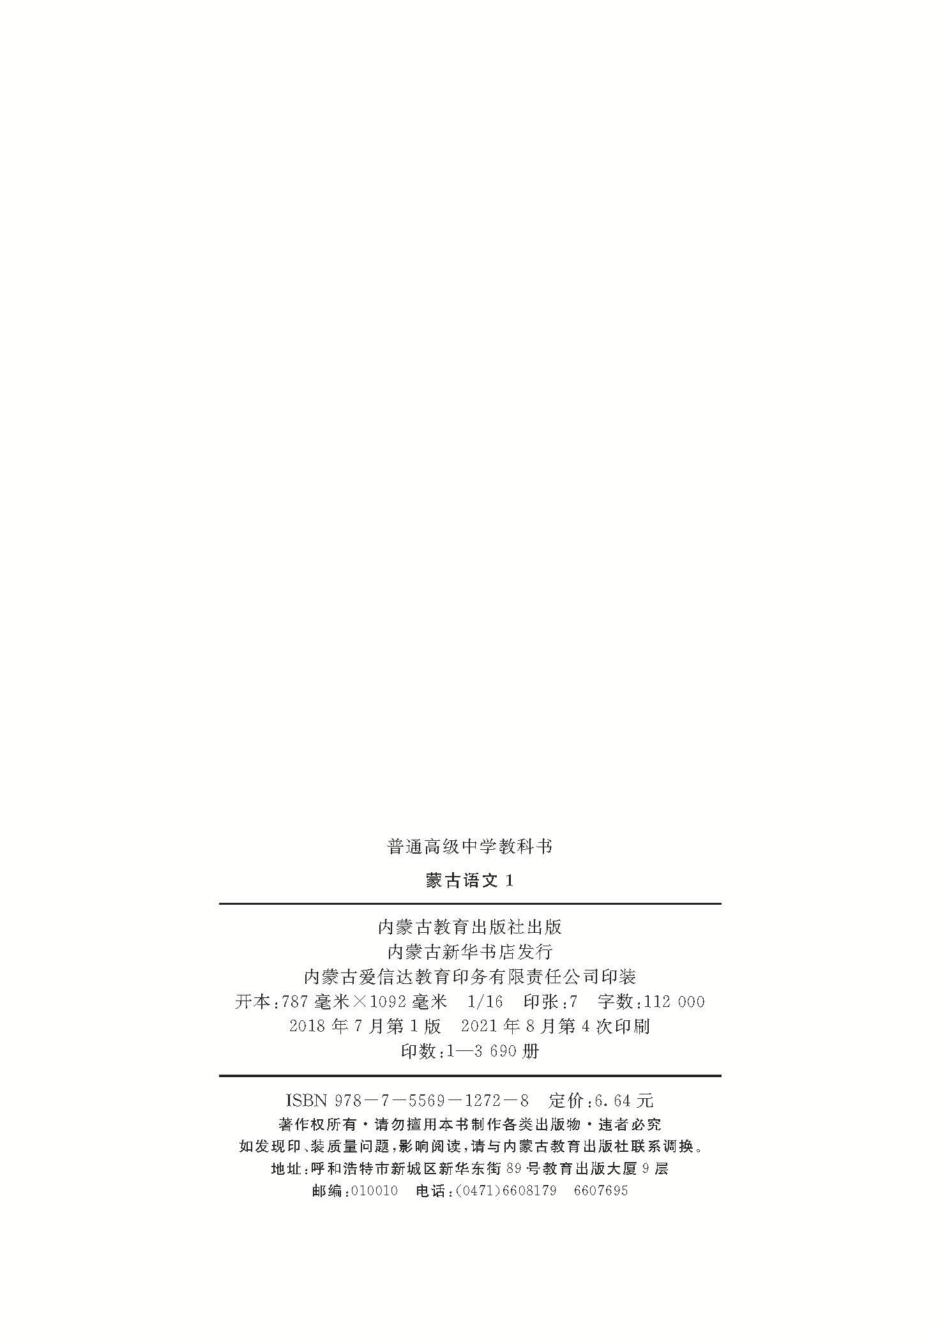 普通高级中学教科书
蒙古语文 1
内蒙古教育出版社出版
内蒙古新华书店发行
内蒙古爱信达教育印务有限责任公司印装
开本:787 毫米×1092 毫米 1/16 印张:7 字数:112 000
2018 年 7 月第 1 版 2021 年 8 月第 4 次印刷
印数:1—3 690 册
ISBN 978－7－5569－1272－8 定价:6.64 元
著作权所有·请勿擅用本书制作各类出版物·违者必究
如发现印、装质量问题,影响阅读,请与内蒙古教育出版社联系调换。
地址:呼和浩特市新城区新华东街 89 号教育出版大厦 9 层
邮编:010010 电话:(0471)6608179 6607695